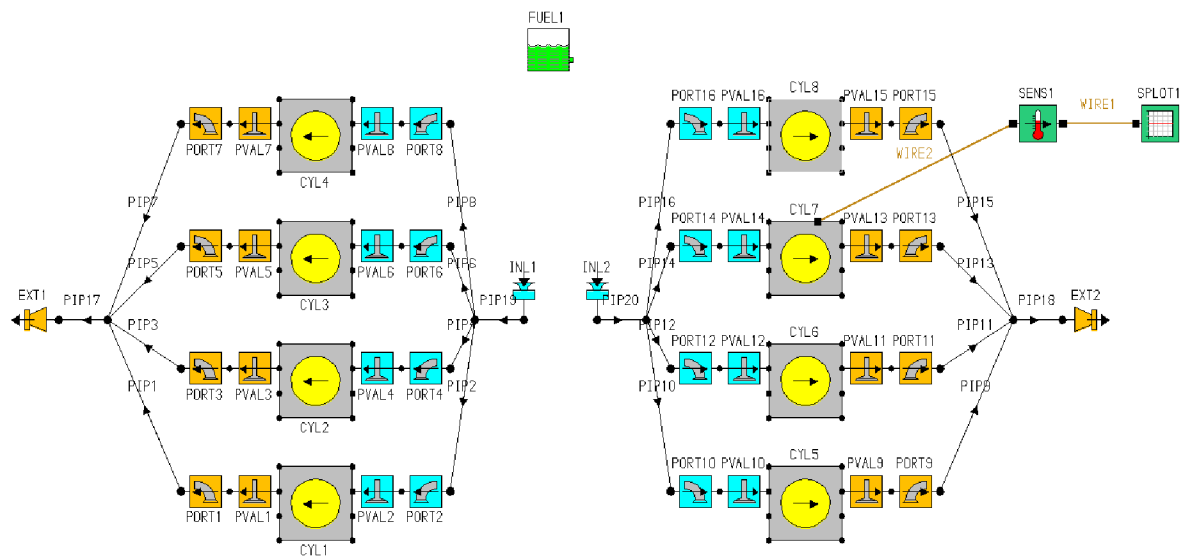 FUEL1
PORT7 PVAL7 PVAL8 PORT8
CYL4
PIP7
PIP8
PORT5 PVAL5 PVAL6 PORT6
CYL3
PIP5
PIP6
INL1
PIP19
EXT1
PIP17
PIP3
PORT3 PVAL3 PVAL4 PORT4
CYL2
PIP1
PIP2
PORT1 PVAL1 PVAL2 PORT2
CYL1
PORT16 PVAL16 CYL8 PVAL15 PORT15
SENS1
WIRE1
SPLOT1
WIRE2
PIP16
PIP15
PORT14 PVAL14 CYL7 PVAL13 PORT13
PIP14
PIP13
INL2
PIP20
PIP18
EXT2
PIP12
PIP11
PORT12 PVAL12 CYL6 PVAL11 PORT11
PIP10
PIP9
PORT10 PVAL10 CYL5 PVAL9 PORT9